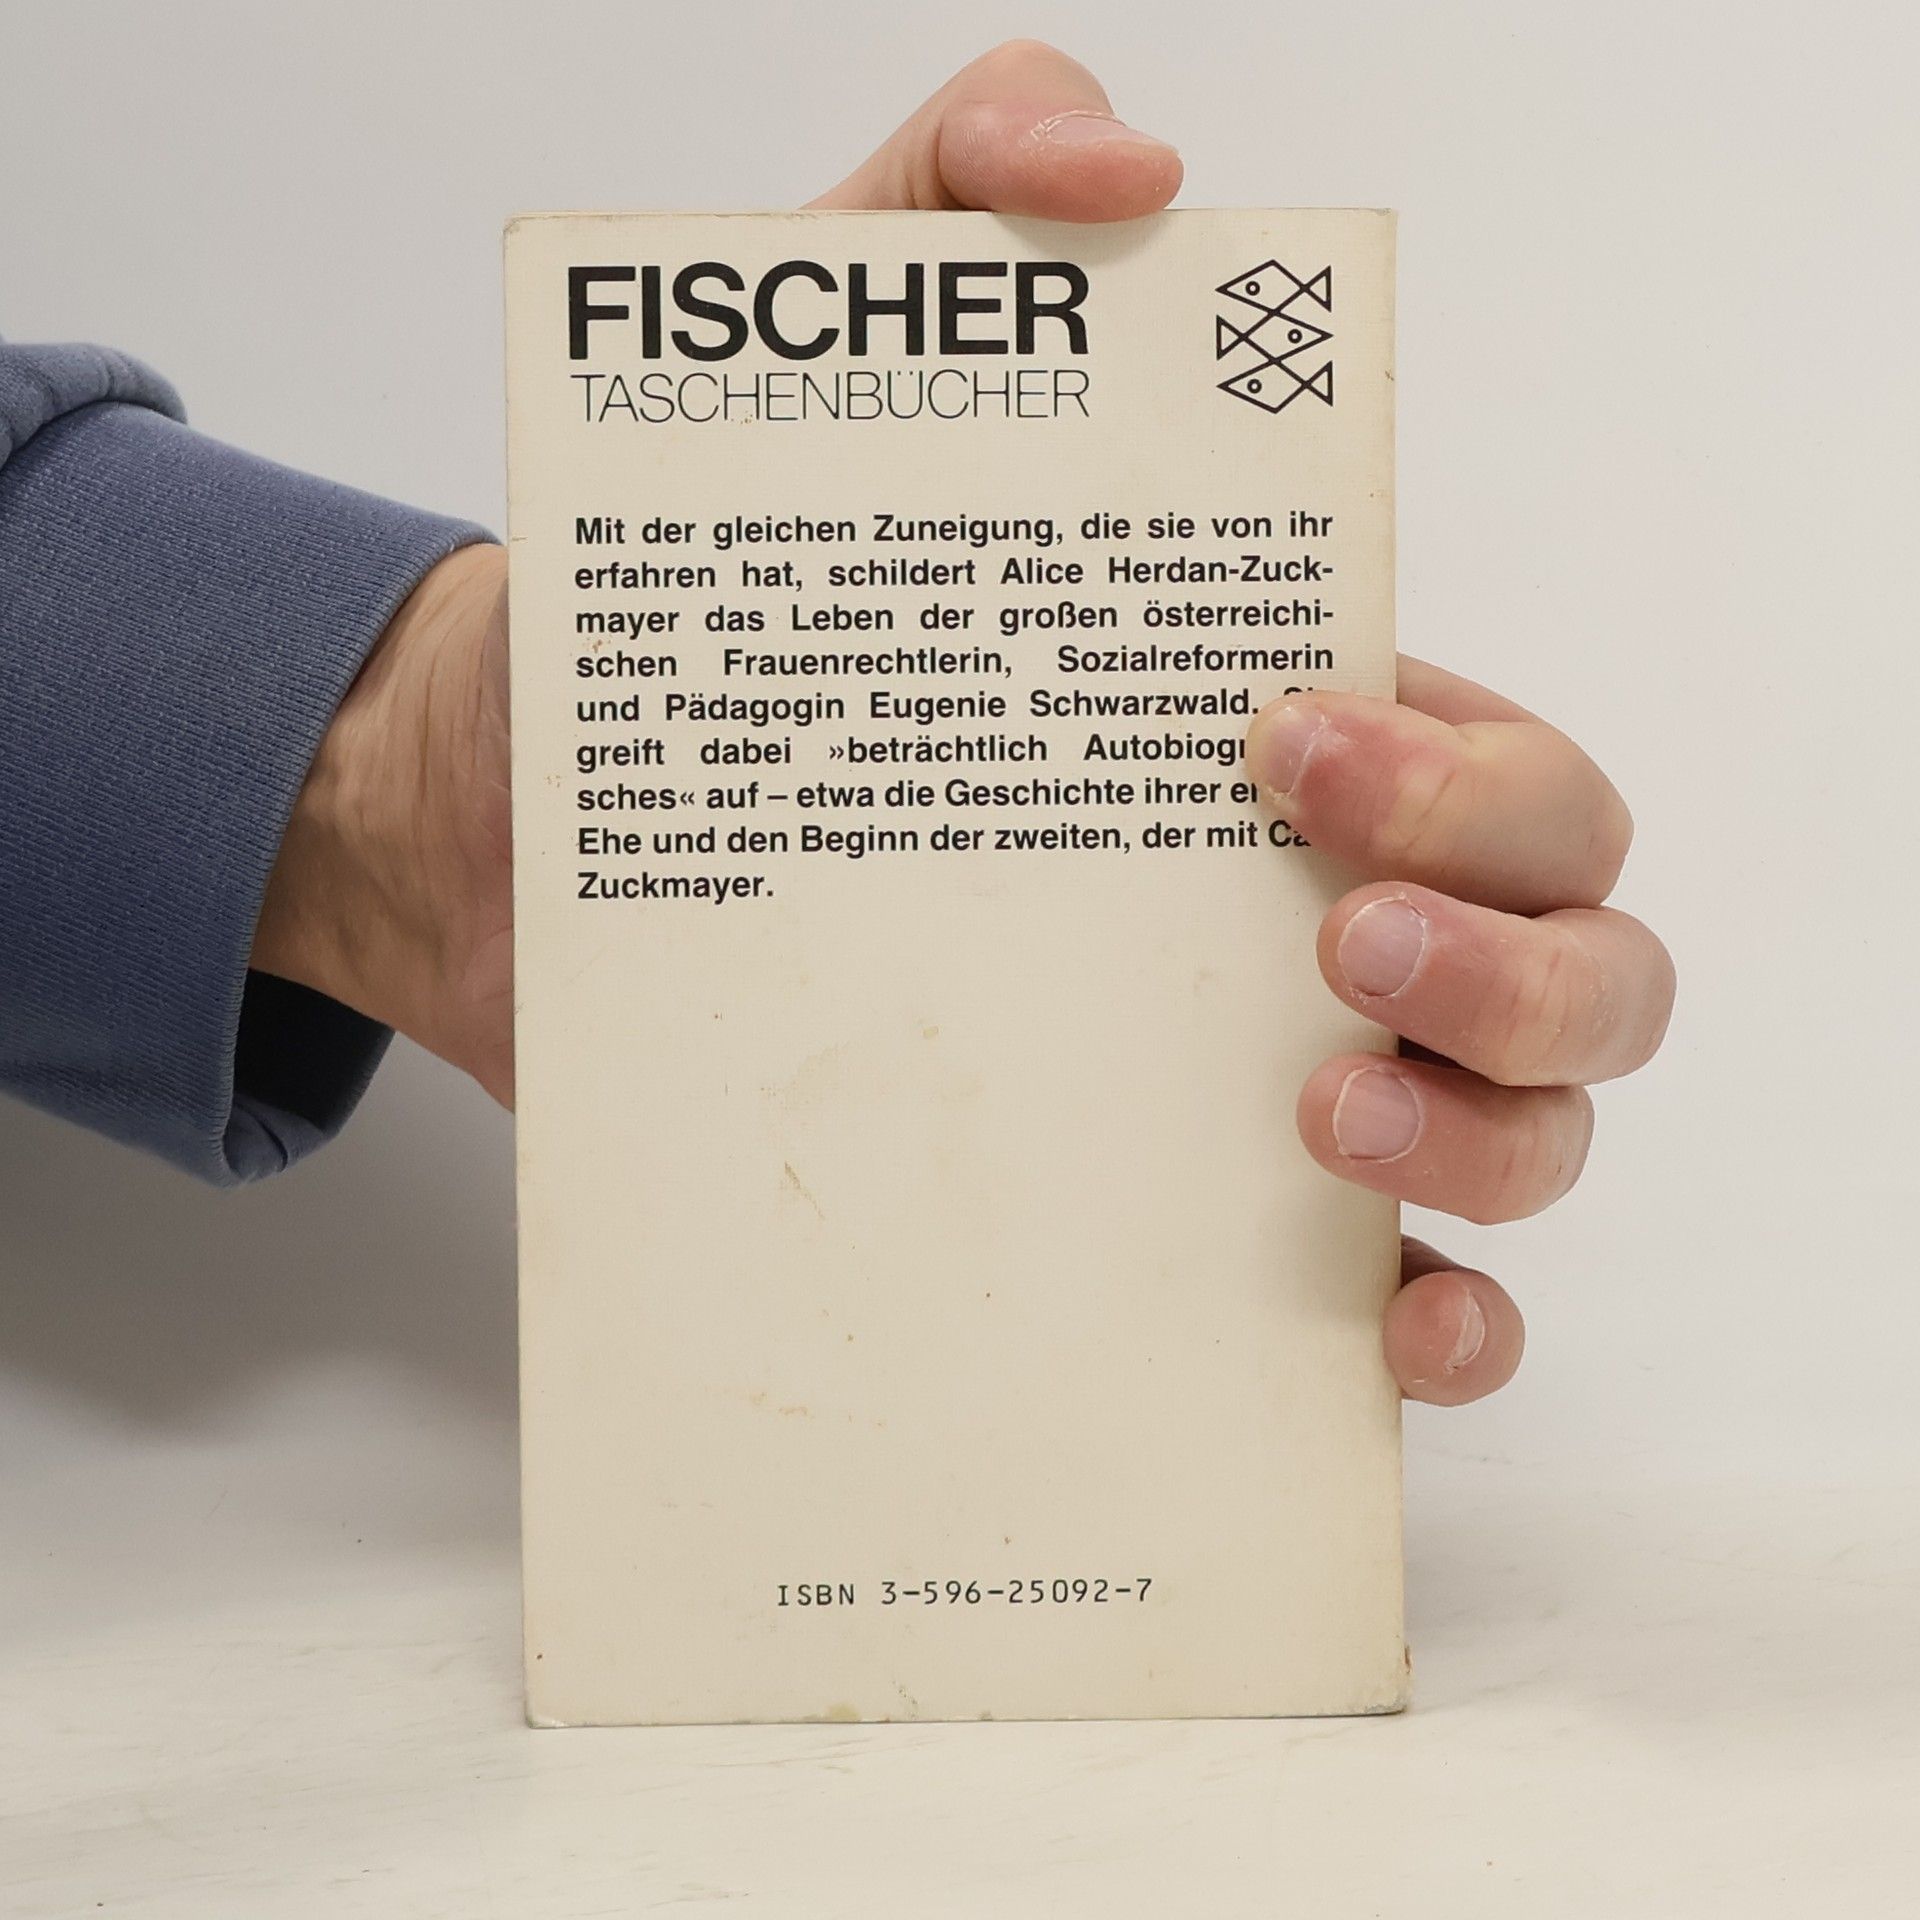 FISCHER
TASCHENBÜCHER
Mit der gleichen Zuneigung, die sie von ihr
erfahren hat, schildert Alice Herdan-Zuck-
mayer das Leben der großen österreichi-
schen Frauenrechtlerin, Sozialreformerin
und Pädagogin Eugenie Schwarzwald.
greift dabei »beträchtlich
sches« auf – etwa die Geschichte ihrer
Ehe und den Beginn der zweiten, der mit
Zuckmayer.
ISBN 3-596-25092-7